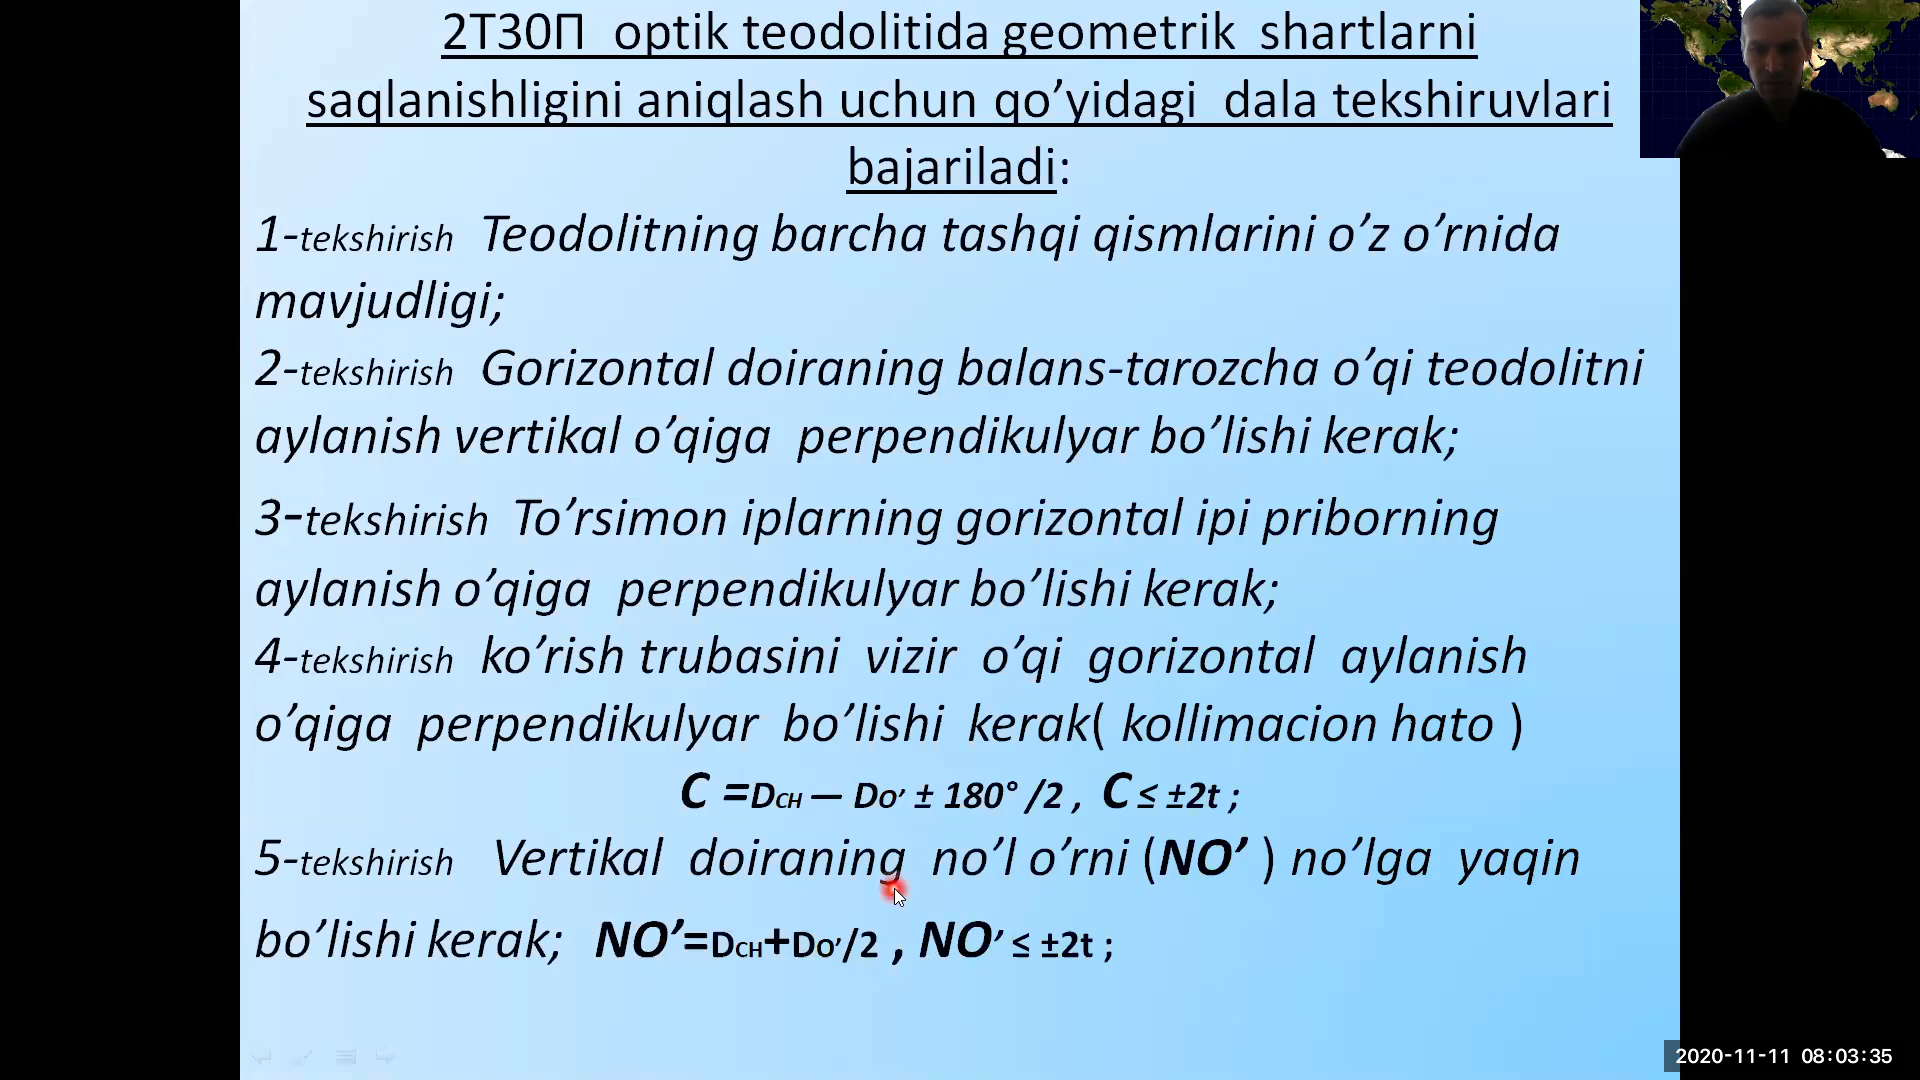 2Т30П optik teodolitida geometrik shartlarni
saqlanishligini aniqlash uchun qo’yidagi dala tekshiruvlari
bajariladi:
1-tekshirish Teodolitning barcha tashqi qismlarini o’z o’rnida
mavjudligi;
2-tekshirish Gorizontal doiraning balans-tarozcha o’qi teodolitni
aylanish vertikal o’qiga perpendikulyar bo’lishi kerak;
3-tekshirish To’rsimon iplarning gorizontal ipi priborning
aylanish o’qiga perpendikulyar bo’lishi kerak;
4-tekshirish ko’rish trubasini vizir o’qi gorizontal aylanish
o’qiga perpendikulyar bo’lishi kerak( kollimacion hato )
C =DCH — DO’ ± 180° /2 , C ≤ ±2t ;
5-tekshirish Vertikal doiraning no’l o’rni (NO’ ) no’lga yaqin
bo’lishi kerak; NO’=DCH+DO’/2 , NO’ ≤ ±2t ;
2020-11-11 08:03:35